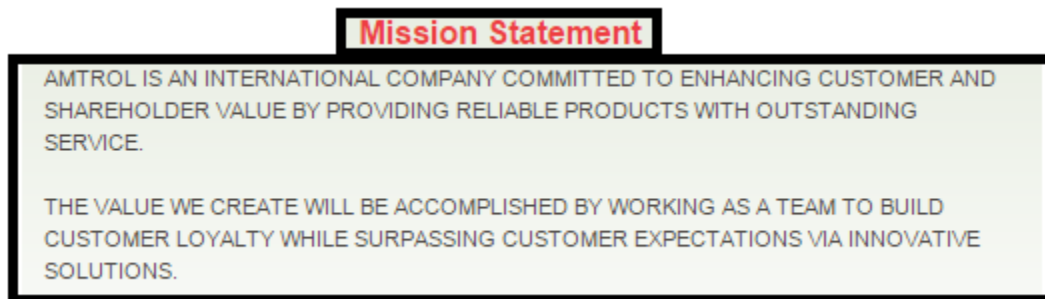 Mission Statement
AMTROL IS AN INTERNATIONAL COMPANY COMMITTED TO ENHANCING CUSTOMER AND
SHAREHOLDER VALUE BY PROVIDING RELIABLE PRODUCTS WITH OUTSTANDING
SERVICE.
THE VALUE WE CREATE WILL BE ACCOMPLISHED BY WORKING AS A TEAM TO BUILD
CUSTOMER LOYALTY WHILE SURPASSING CUSTOMER EXPECTATIONS VIA INNOVATIVE
SOLUTIONS.